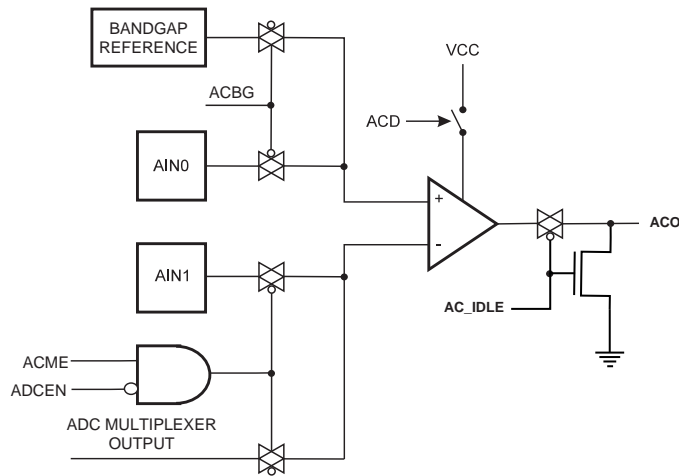 BANDGAP
REFERENCE
VCC
ACBG
ACD
AIN0
+
-
ACO
AIN1
AC_IDLE
ACME
ADCEN
ADC MULTIPLEXER
OUTPUT